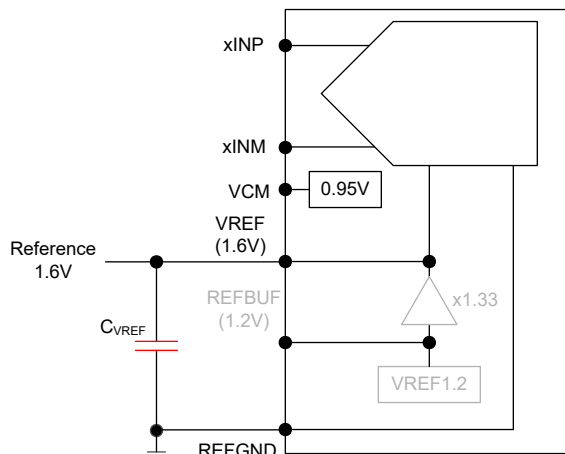 xINP
xINM
VCM
0.95V
VREF
(1.6V)
Reference
1.6V
REFBUF
(1.2V)
x1.33
CVREF
VREF1.2
REFGND